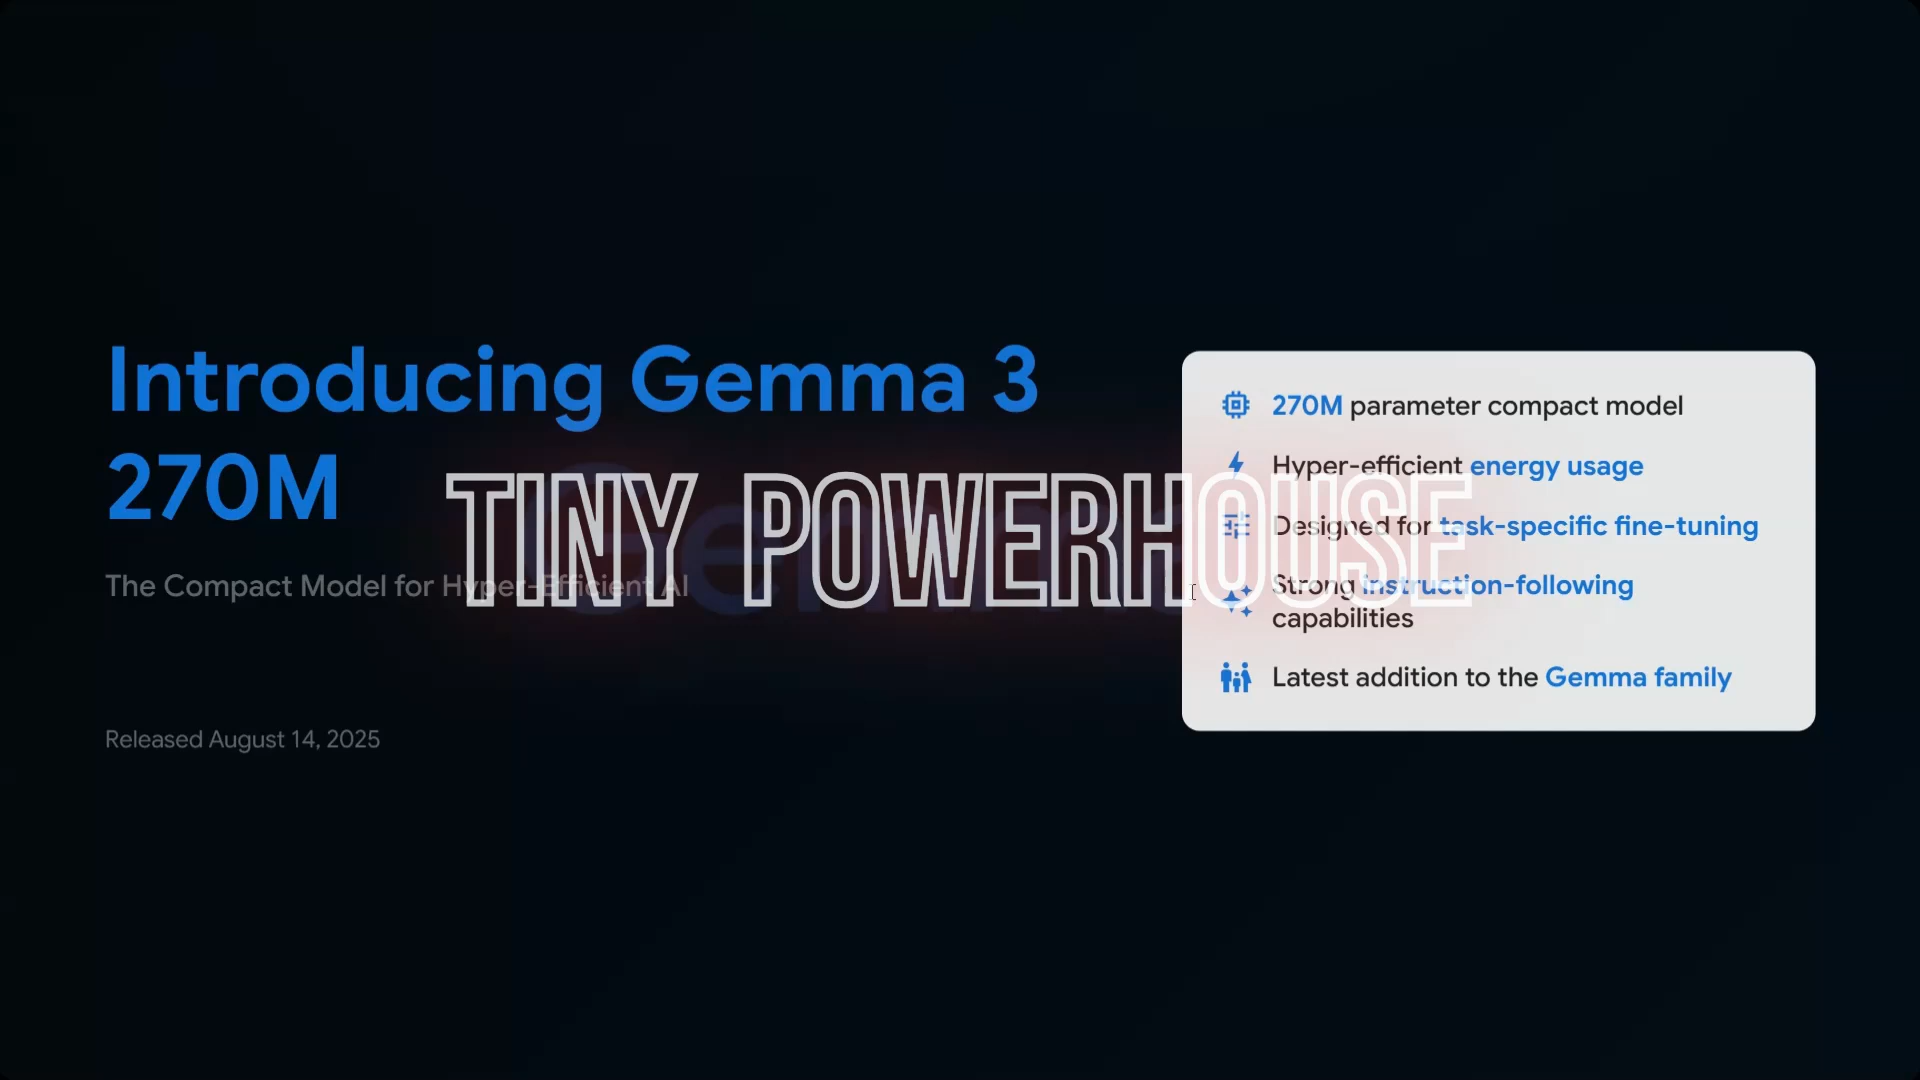 Introducing Gemma 3
270M
The Compact Model for Hyper-Efficient AI
Released August 14, 2025
TINY POWERHOUSE
270M parameter compact model
Hyper-efficient energy usage
Designed for task-specific fine-tuning
Strong instruction-following
capabilities
Latest addition to the Gemma family